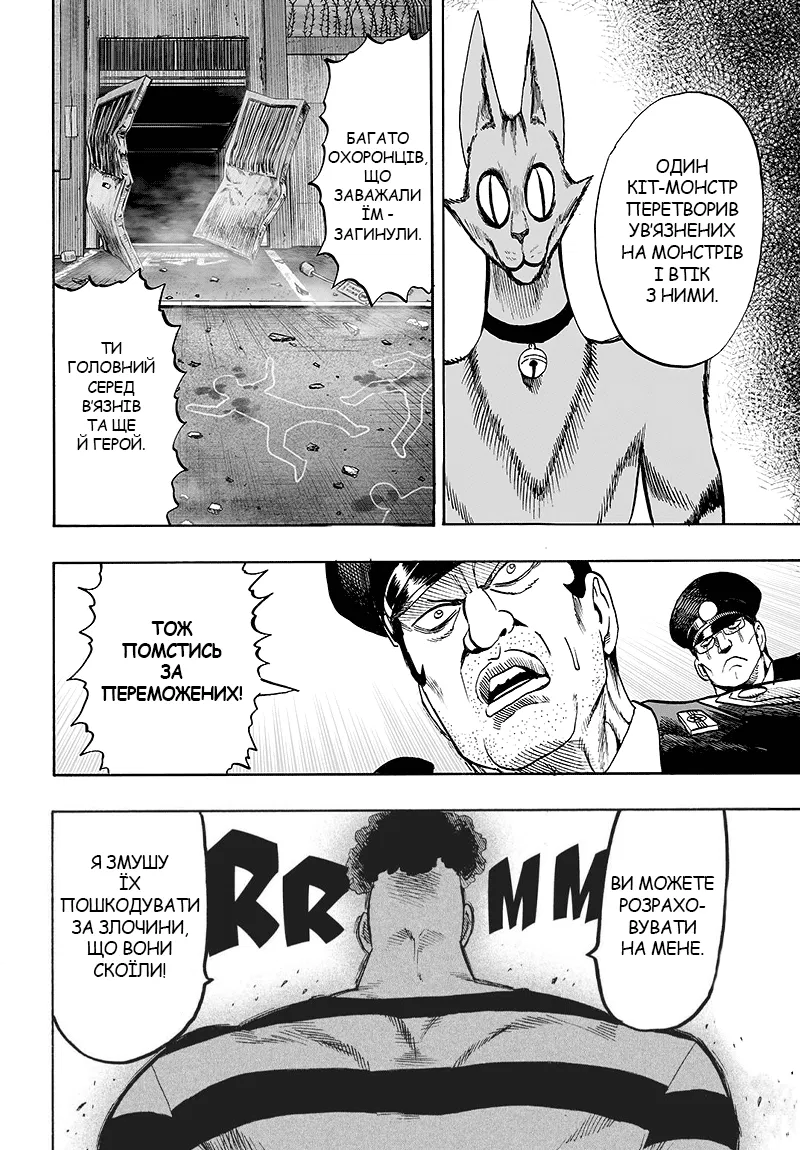 ОДИН
КІТ-МОНСТР
ПЕРЕТВОРИВ
УВ'ЯЗНЕНИХ
НА МОНСТРІВ
І ВТІК
З НИМИ.
БАГАТО
ОХОРОНЦІВ,
ЩО
ЗАВАЖАЛИ
ЇМ -
ЗАГИНУЛИ.
ТИ
ГОЛОВНИЙ
СЕРЕД
В'ЯЗНІВ
ТА ЩЕ
Й ГЕРОЙ.
ТОЖ
ПОМСТИСЬ
ЗА
ПЕРЕМОЖЕНИХ!
ВИ МОЖЕТЕ
РОЗРАХО-
ВУВАТИ
НА МЕНЕ.
RRMMM
Я ЗМУШУ
ЇХ
ПОШКОДУВАТИ
ЗА ЗЛОЧИНИ,
ЩО ВОНИ
СКОЇЛИ!